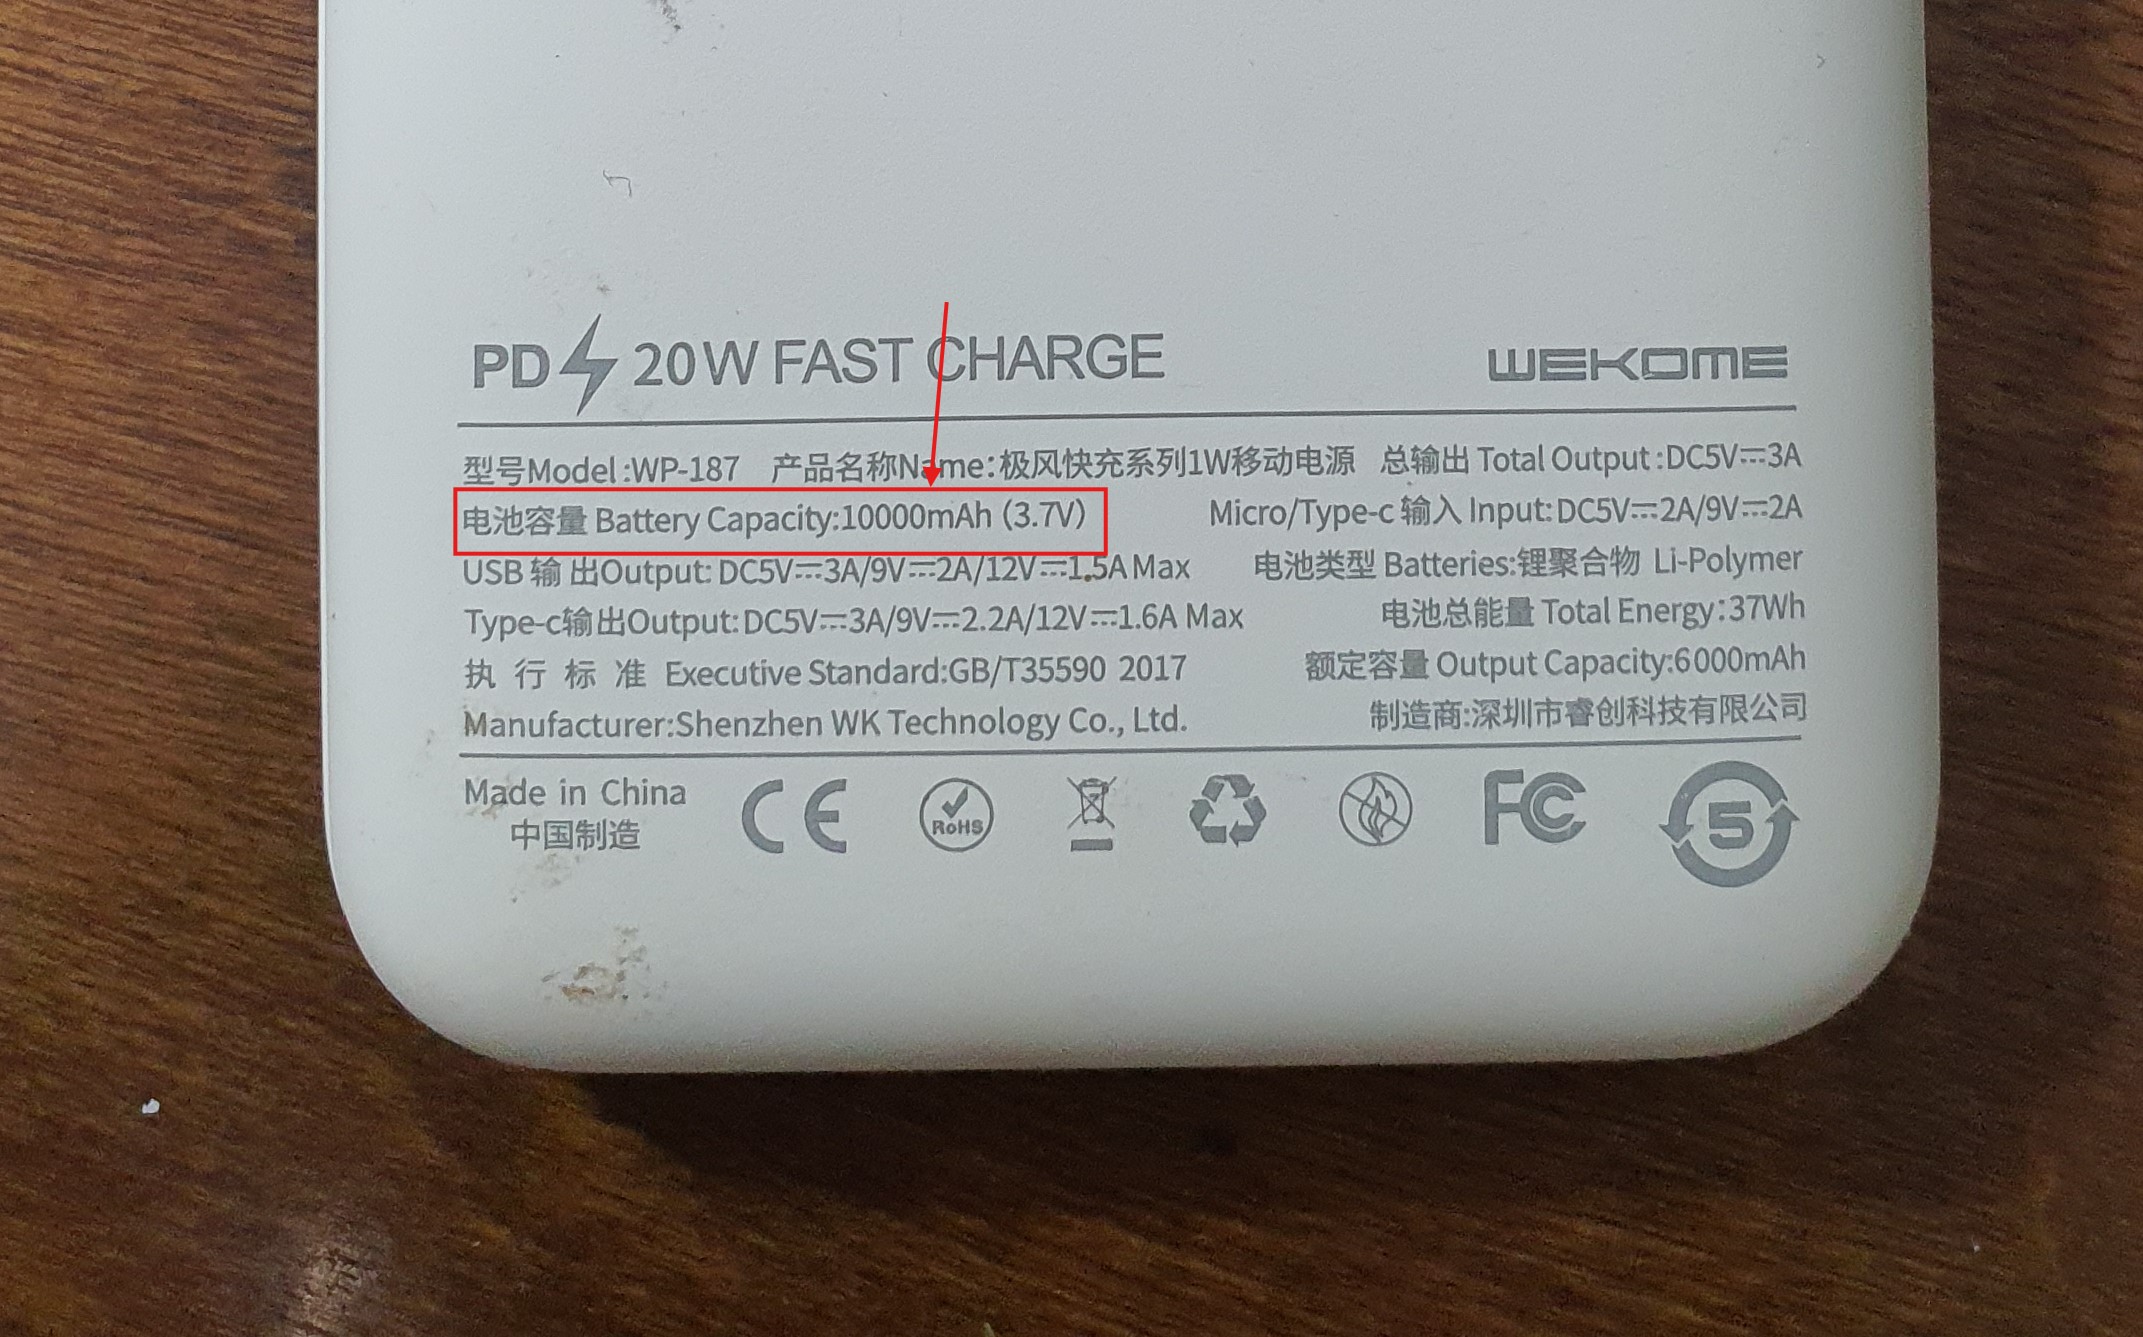 PD 20W FAST CHARGE WEKOME
型号Model:WP-187 产品名称Name:极风快充系列1W移动电源 总输出 Total Output:DC5V⎓3A
电池容量 Battery Capacity:10000mAh (3.7V) Micro/Type-c 输入 Input:DC5V⎓2A/9V⎓2A
USB 输 出Output: DC5V⎓3A/9V⎓2A/12V⎓1.5A Max 电池类型 Batteries:锂聚合物 Li-Polymer
Type-c输出Output:DC5V⎓3A/9V⎓2.2A/12V⎓1.6A Max 电池总能量 Total Energy:37Wh
执 行 标 准 Executive Standard:GB/T35590 2017 额定容量 Output Capacity:6000mAh
Manufacturer:Shenzhen WK Technology Co., Ltd. 制造商:深圳市睿创科技有限公司
Made in China
中国制造
CE RoHS FC 5